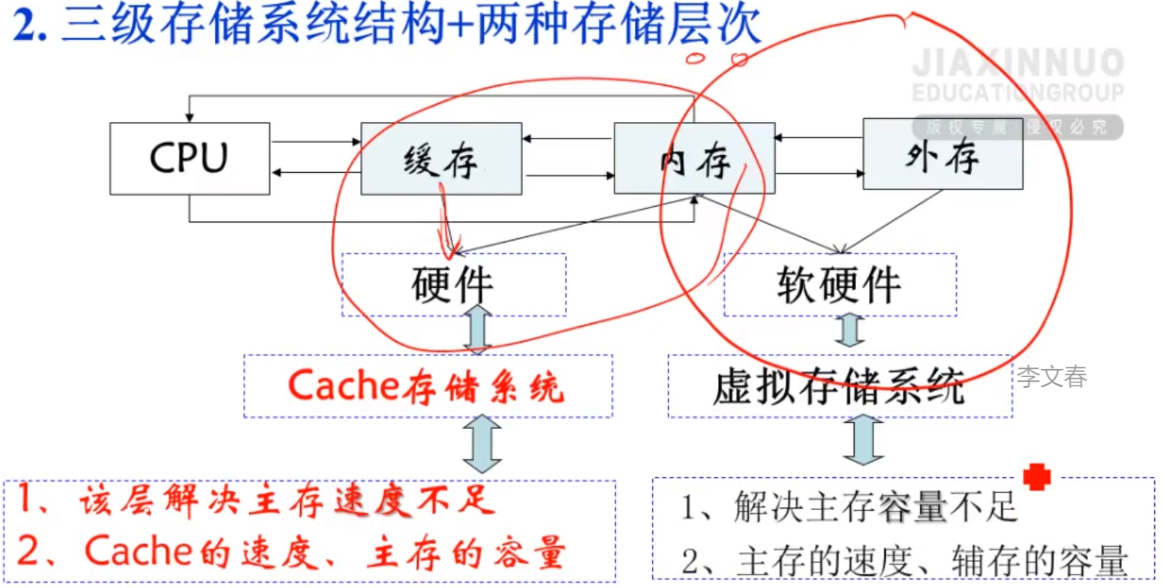 2. 三级存储系统结构+两种存储层次
JIAXINNUO
EDUCATIONGROUP
版权专属·侵权必究
CPU
缓存
内存
外存
硬件
软硬件
Cache存储系统
虚拟存储系统
李文春
1、该层解决主存速度不足
2、Cache的速度、主存的容量
1、解决主存容量不足
2、主存的速度、辅存的容量